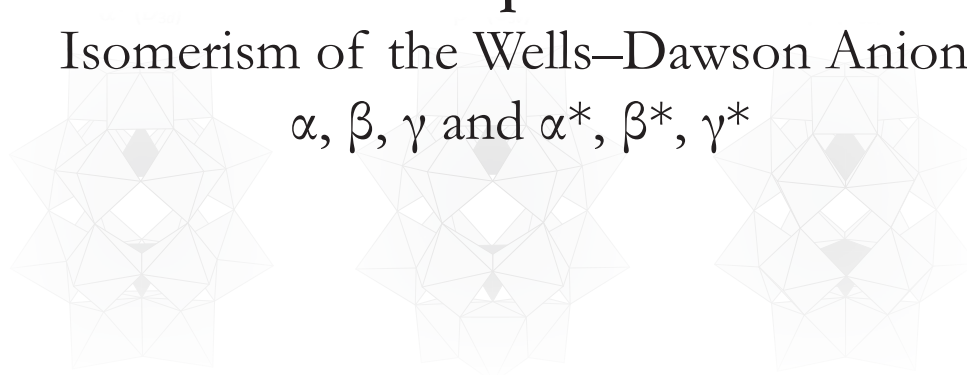 Isomerism of the Wells–Dawson Anion
α, β, γ and α*, β*, γ*